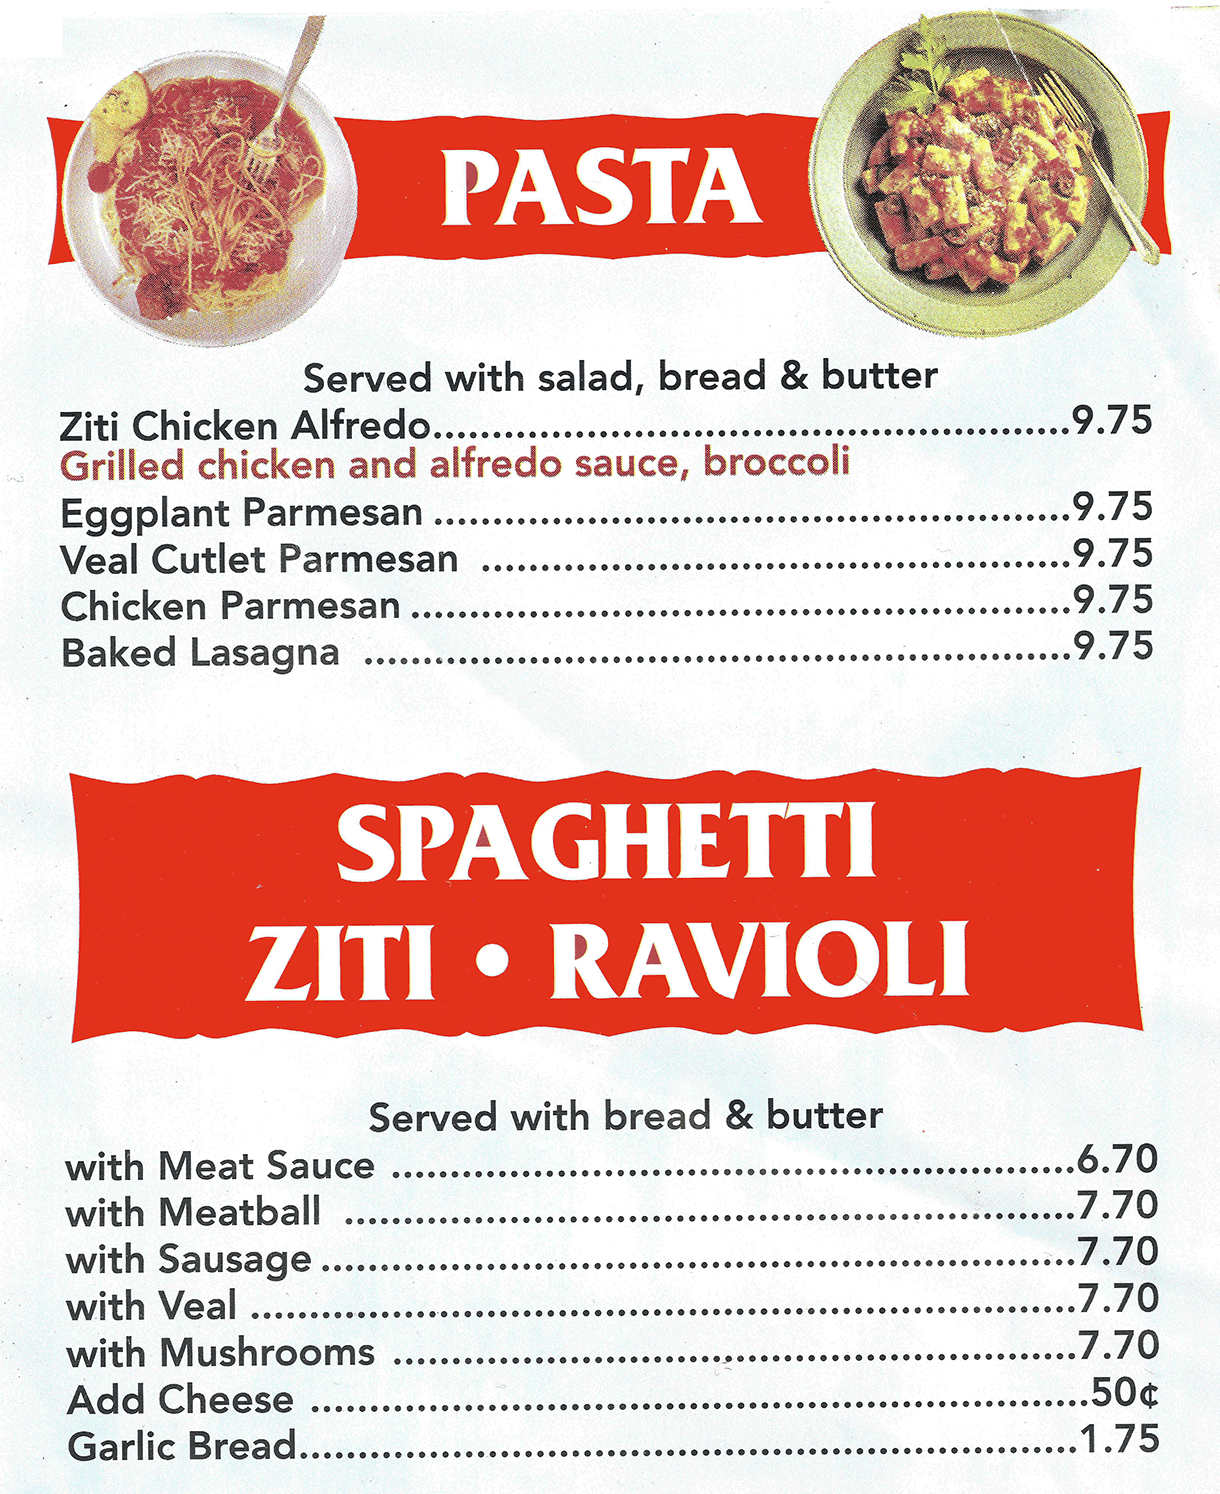 PASTA
Served with salad, bread & butter
Ziti Chicken Alfredo......................................................9.75
Grilled chicken and alfredo sauce, broccoli
Eggplant Parmesan ......................................................9.75
Veal Cutlet Parmesan ..................................................9.75
Chicken Parmesan ........................................................9.75
Baked Lasagna ............................................................9.75
SPAGHETTI
ZITI • RAVIOLI
Served with bread & butter
with Meat Sauce ..........................................................6.70
with Meatball ..............................................................7.70
with Sausage ................................................................7.70
with Veal ......................................................................7.70
with Mushrooms ..........................................................7.70
Add Cheese ..................................................................50¢
Garlic Bread..................................................................1.75